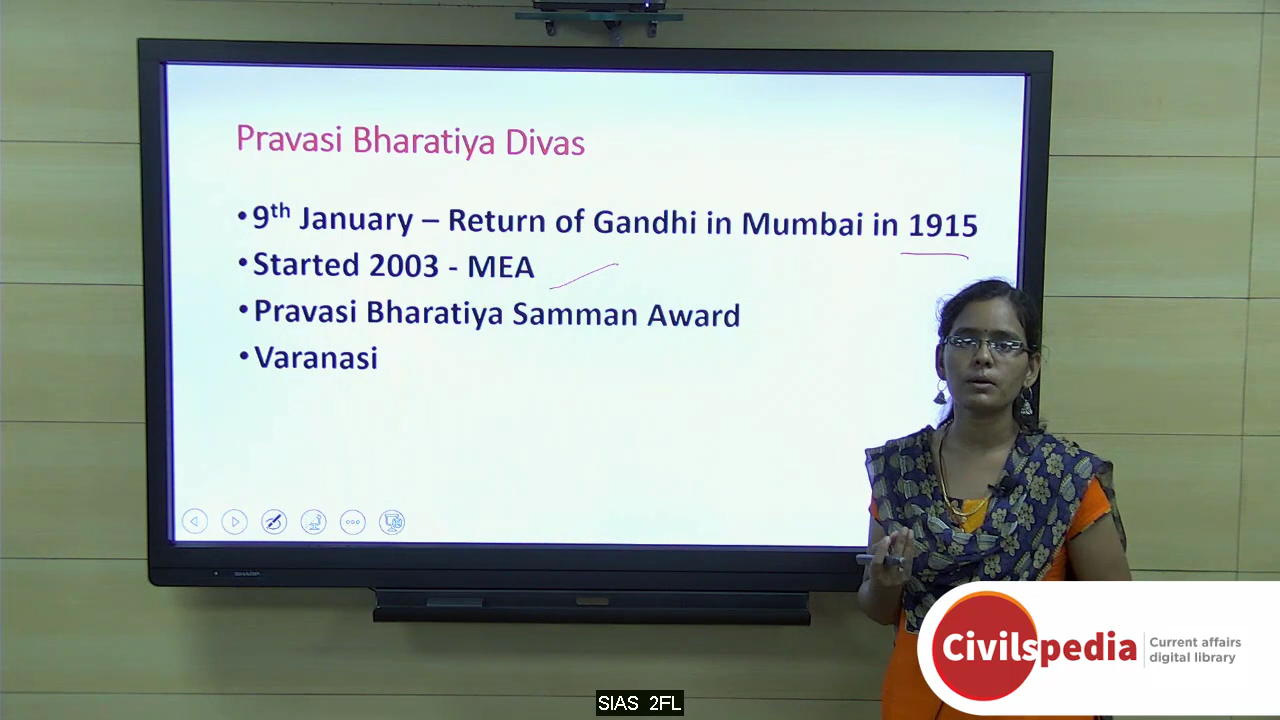 Pravasi Bharatiya Divas
• 9th January – Return of Gandhi in Mumbai in 1915
• Started 2003 - MEA
• Pravasi Bharatiya Samman Award
• Varanasi
SHARP
Civilspedia
Current affairs
digital library
SIAS 2FL